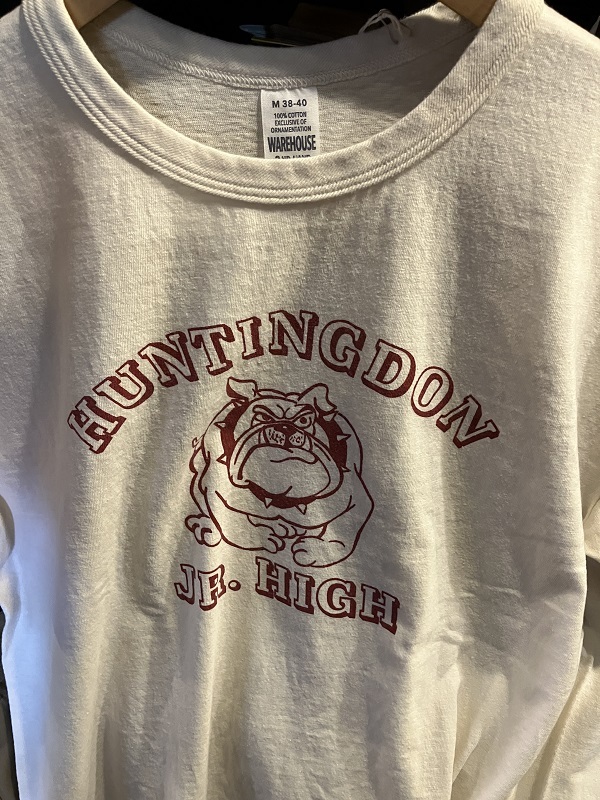 M 38-40
100% COTTON
EXCLUSIVE OF
ORNAMENTATION
WAREHOUSE
HUNTINGDON
JR. HIGH